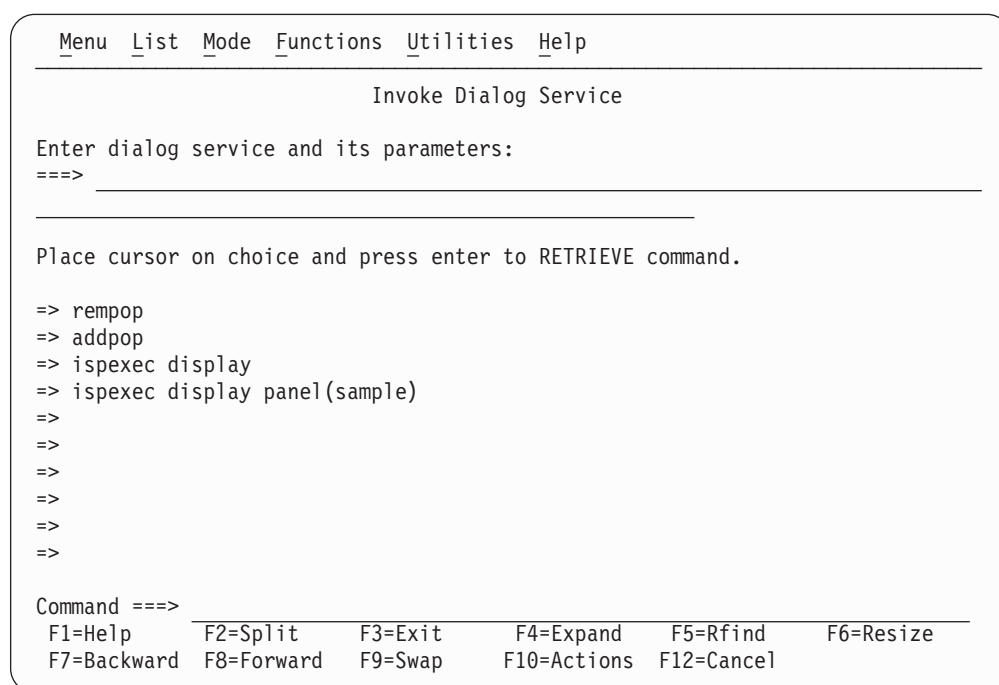 Menu List Mode Functions Utilities Help
Invoke Dialog Service
Enter dialog service and its parameters:
===>
Place cursor on choice and press enter to RETRIEVE command.
=> rempop
=> addpop
=> ispexec display
=> ispexec display panel(sample)
=>
=>
=>
=>
=>
=>
Command ===>
F1=Help F2=Split F3=Exit F4=Expand F5=Rfind F6=Resize
F7=Backward F8=Forward F9=Swap F10=Actions F12=Cancel